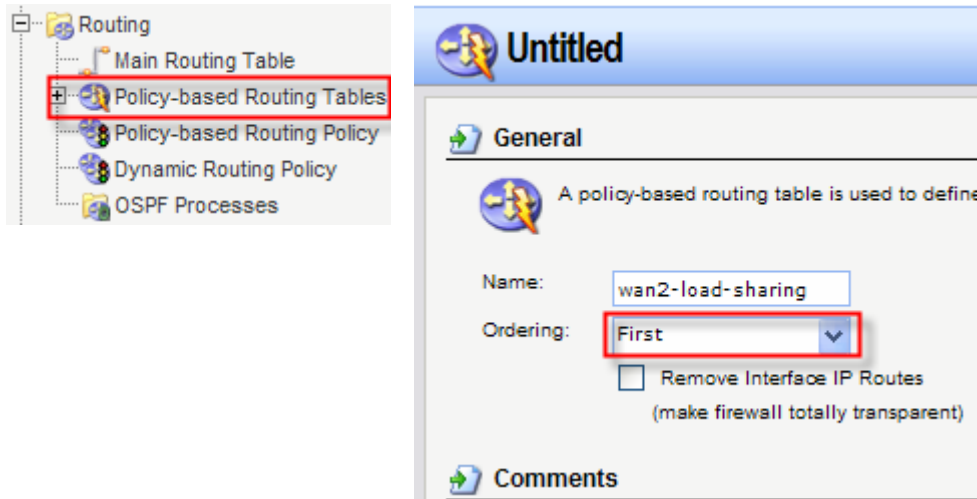 Routing
Main Routing Table
Policy-based Routing Tables
Policy-based Routing Policy
Dynamic Routing Policy
OSPF Processes
Untitled
General
A policy-based routing table is used to define
Name:
wan2-load-sharing
Ordering:
First
Remove Interface IP Routes
(make firewall totally transparent)
Comments